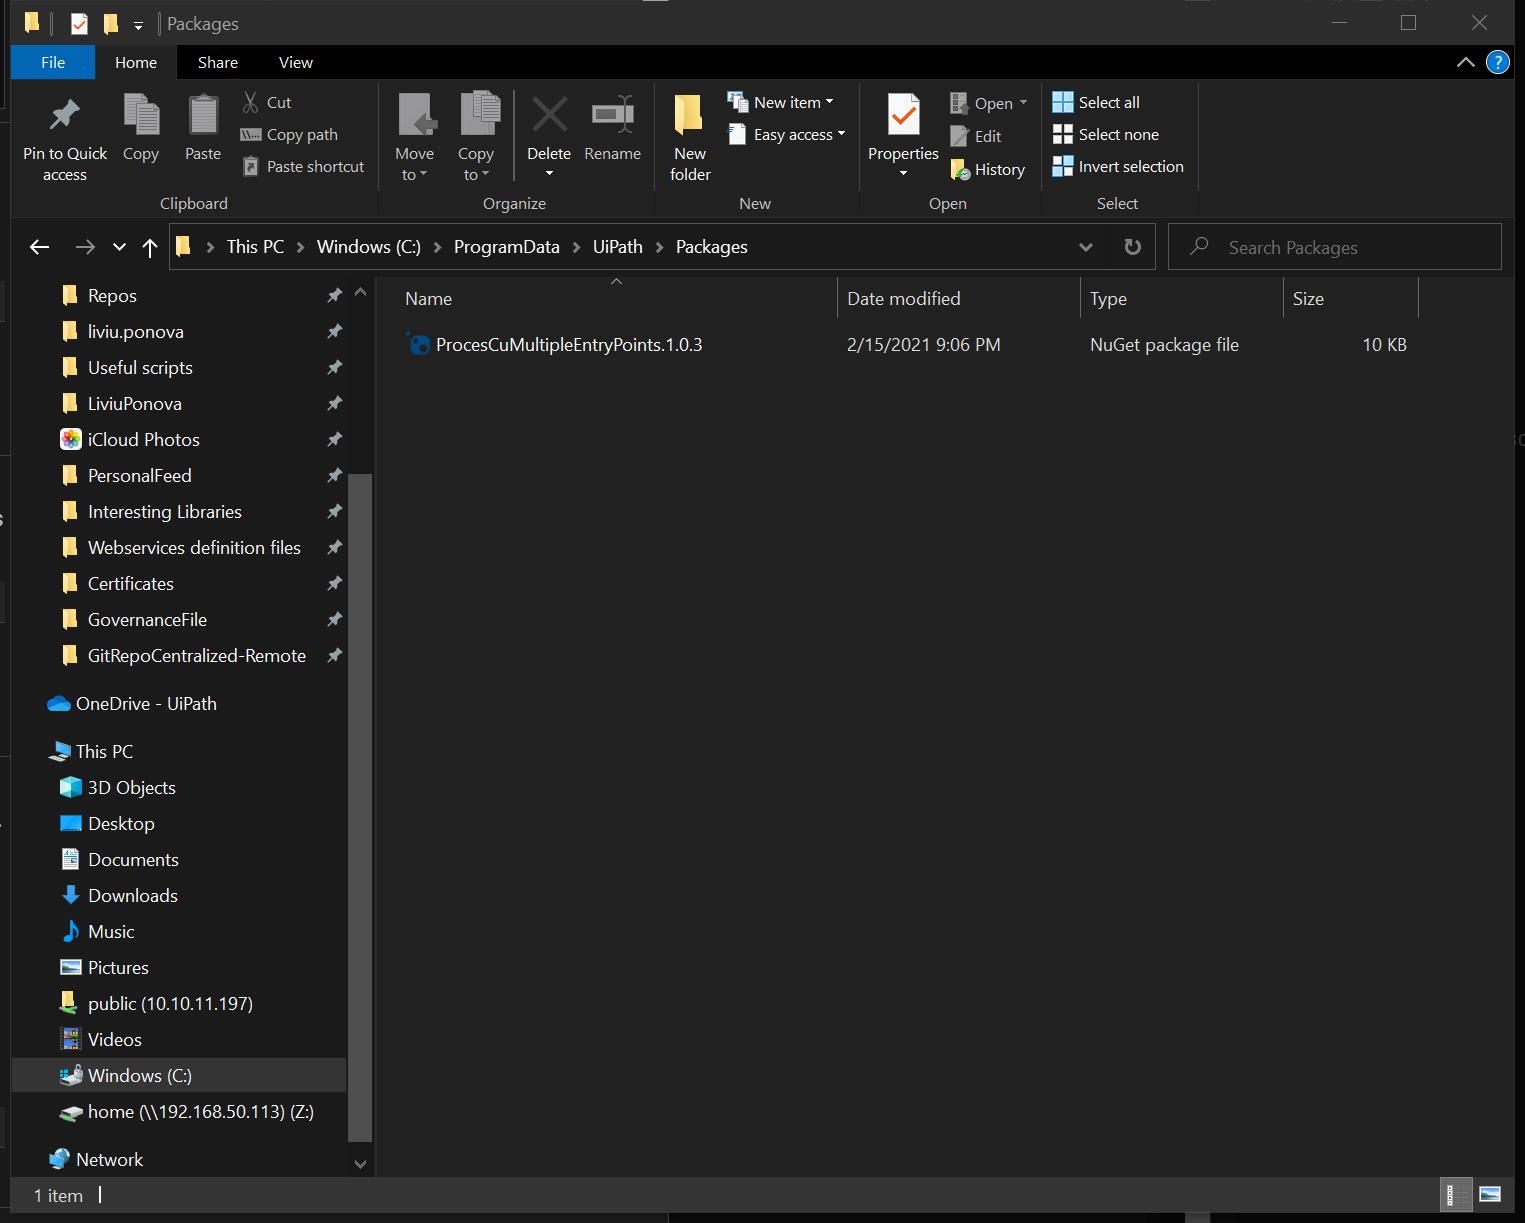 Packages
File Home Share View
Pin to Quick access
Copy
Paste
Cut
Copy path
Paste shortcut
Clipboard
Move to
Copy to
Delete
Rename
Organize
New folder
New item
Easy access
New
Properties
Open
Edit
History
Open
Select all
Select none
Invert selection
Select
This PC > Windows (C:) > ProgramData > UiPath > Packages
Search Packages
Repos
liviu.ponova
Useful scripts
LiviuPonova
iCloud Photos
PersonalFeed
Interesting Libraries
Webservices definition files
Certificates
GovernanceFile
GitRepoCentralized-Remote
OneDrive - UiPath
This PC
3D Objects
Desktop
Documents
Downloads
Music
Pictures
public (10.10.11.197)
Videos
Windows (C:)
home (\\192.168.50.113) (Z:)
Network
Name Date modified Type Size
ProcesCuMultipleEntryPoints.1.0.3 2/15/2021 9:06 PM NuGet package file 10 KB
1 item